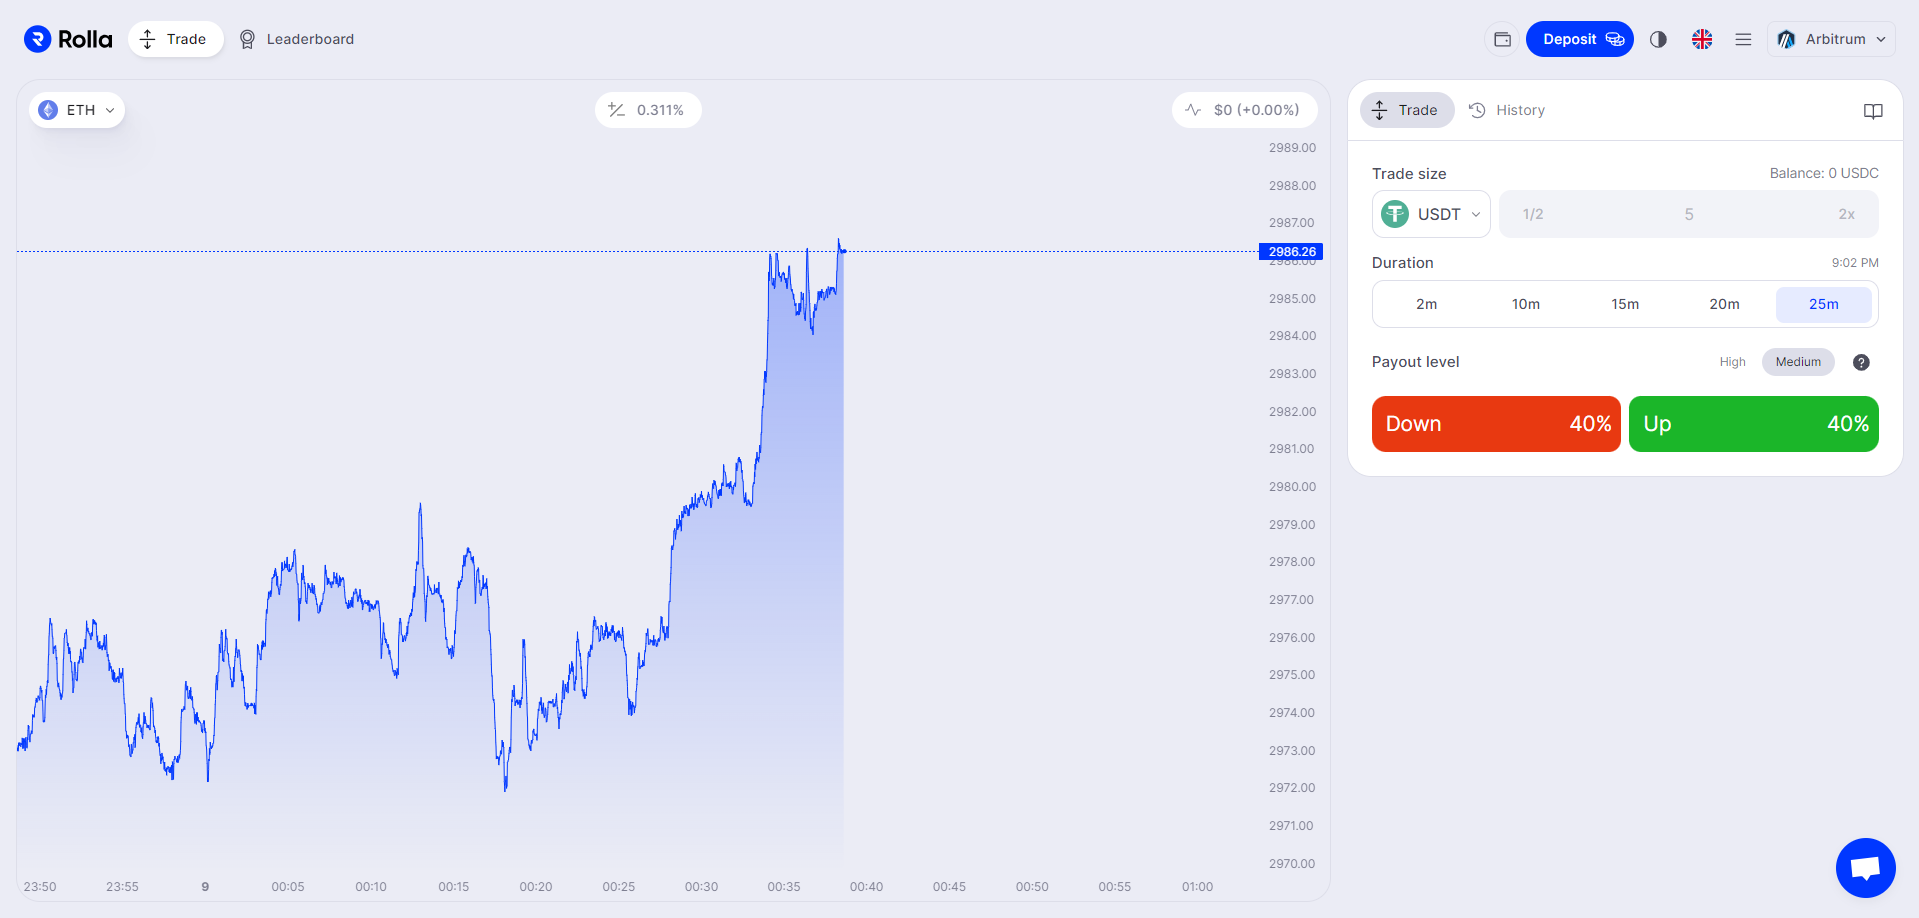 Rolla
Trade
Leaderboard
Deposit
Arbitrum
ETH
0.311%
$0 (+0.00%)
2989.00
2988.00
2987.00
2986.26
2986.00
2985.00
2984.00
2983.00
2982.00
2981.00
2980.00
2979.00
2978.00
2977.00
2976.00
2975.00
2974.00
2973.00
2972.00
2971.00
2970.00
23:50 23:55 9 00:05 00:10 00:15 00:20 00:25 00:30 00:35 00:40 00:45 00:50 00:55 01:00
Trade
History
Trade size
Balance: 0 USDC
USDT
1/2 5 2x
Duration
9:02 PM
2m 10m 15m 20m 25m
Payout level
High Medium ?
Down 40%
Up 40%